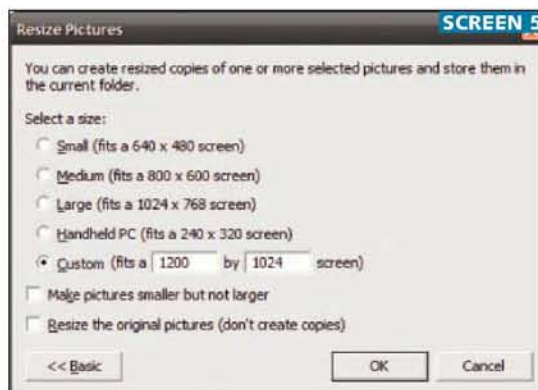 SCREEN 5
Resize Pictures
You can create resized copies of one or more selected pictures and store them in
the current folder.
Select a size:
Small (fits a 640 x 480 screen)
Medium (fits a 800 x 600 screen)
Large (fits a 1024 x 768 screen)
Handheld PC (fits a 240 x 320 screen)
Custom (fits a 1200 by 1024 screen)
Make pictures smaller but not larger
Resize the original pictures (don't create copies)
<< Basic OK Cancel